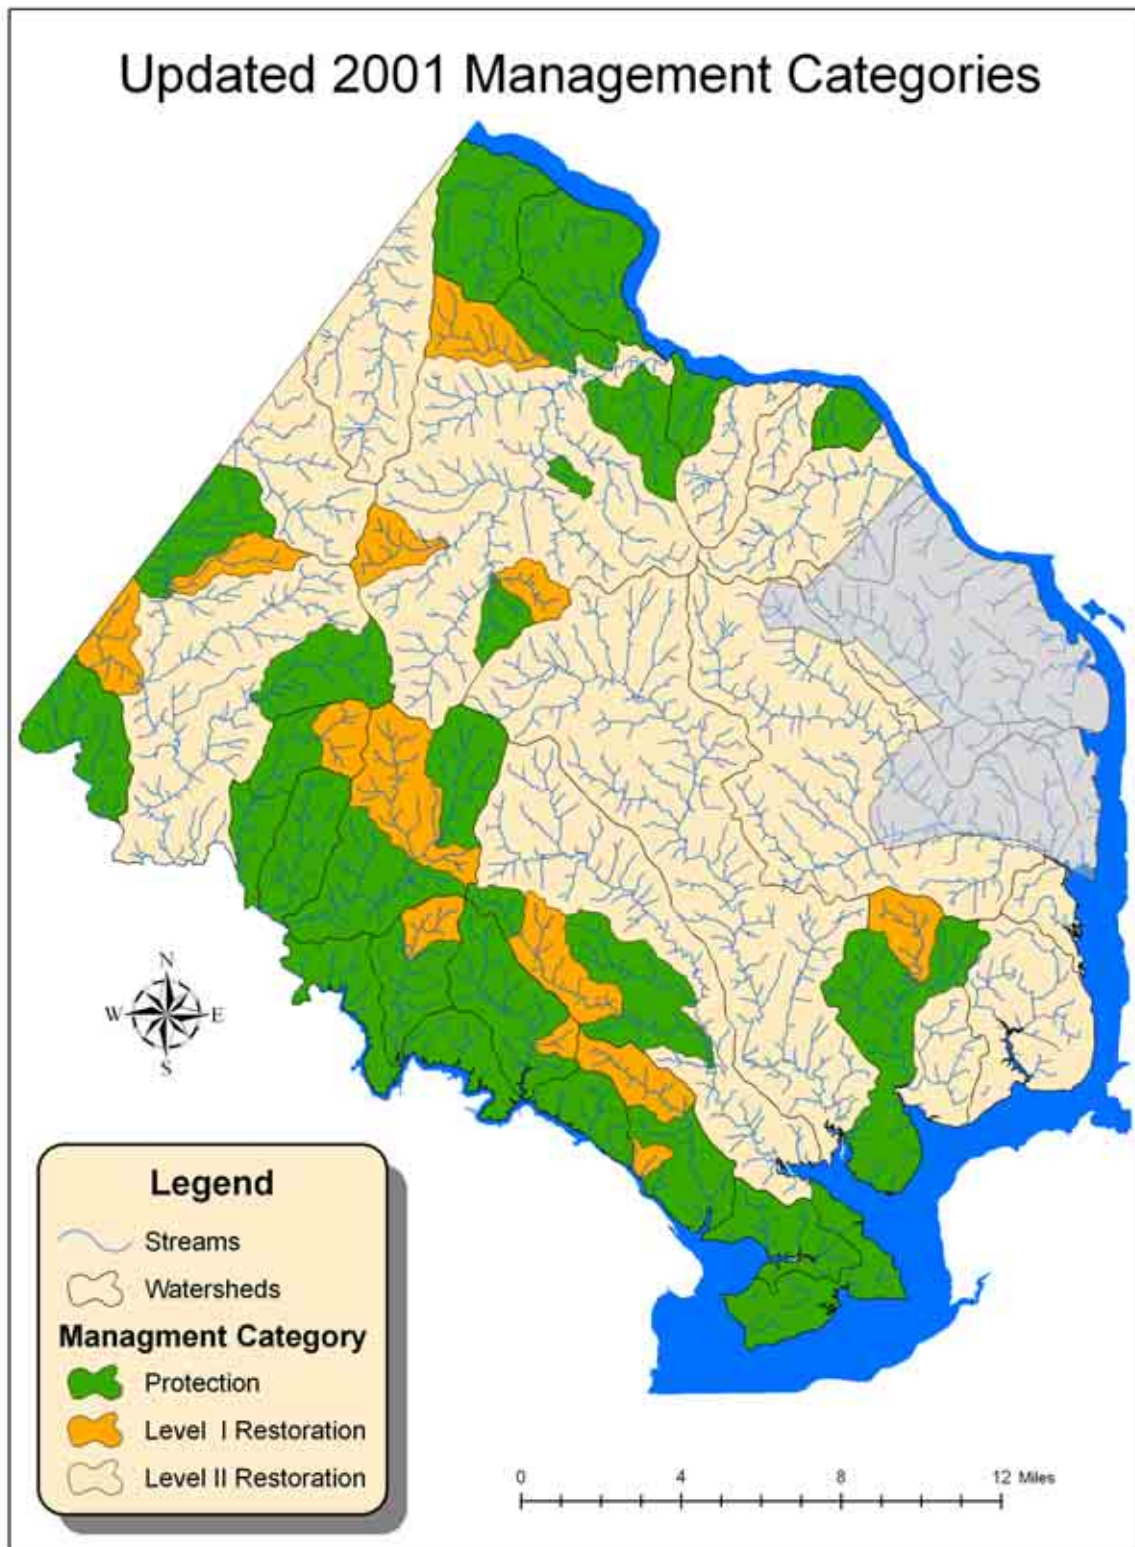 Updated 2001 Management Categories
N
W E
S
Legend
Streams
Watersheds
Managment Category
Protection
Level I Restoration
Level II Restoration
0 4 8 12 Miles